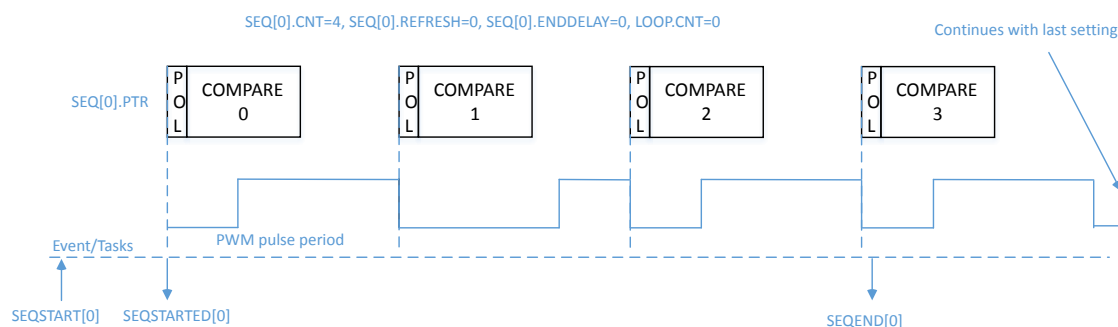 SEQ[0].CNT=4, SEQ[0].REFRESH=0, SEQ[0].ENDDELAY=0, LOOP.CNT=0
Continues with last setting
SEQ[0].PTR
P
O
L
COMPARE
0
P
O
L
COMPARE
1
P
O
L
COMPARE
2
P
O
L
COMPARE
3
Event/Tasks
PWM pulse period
SEQSTART[0]
SEQSTARTED[0]
SEQEND[0]